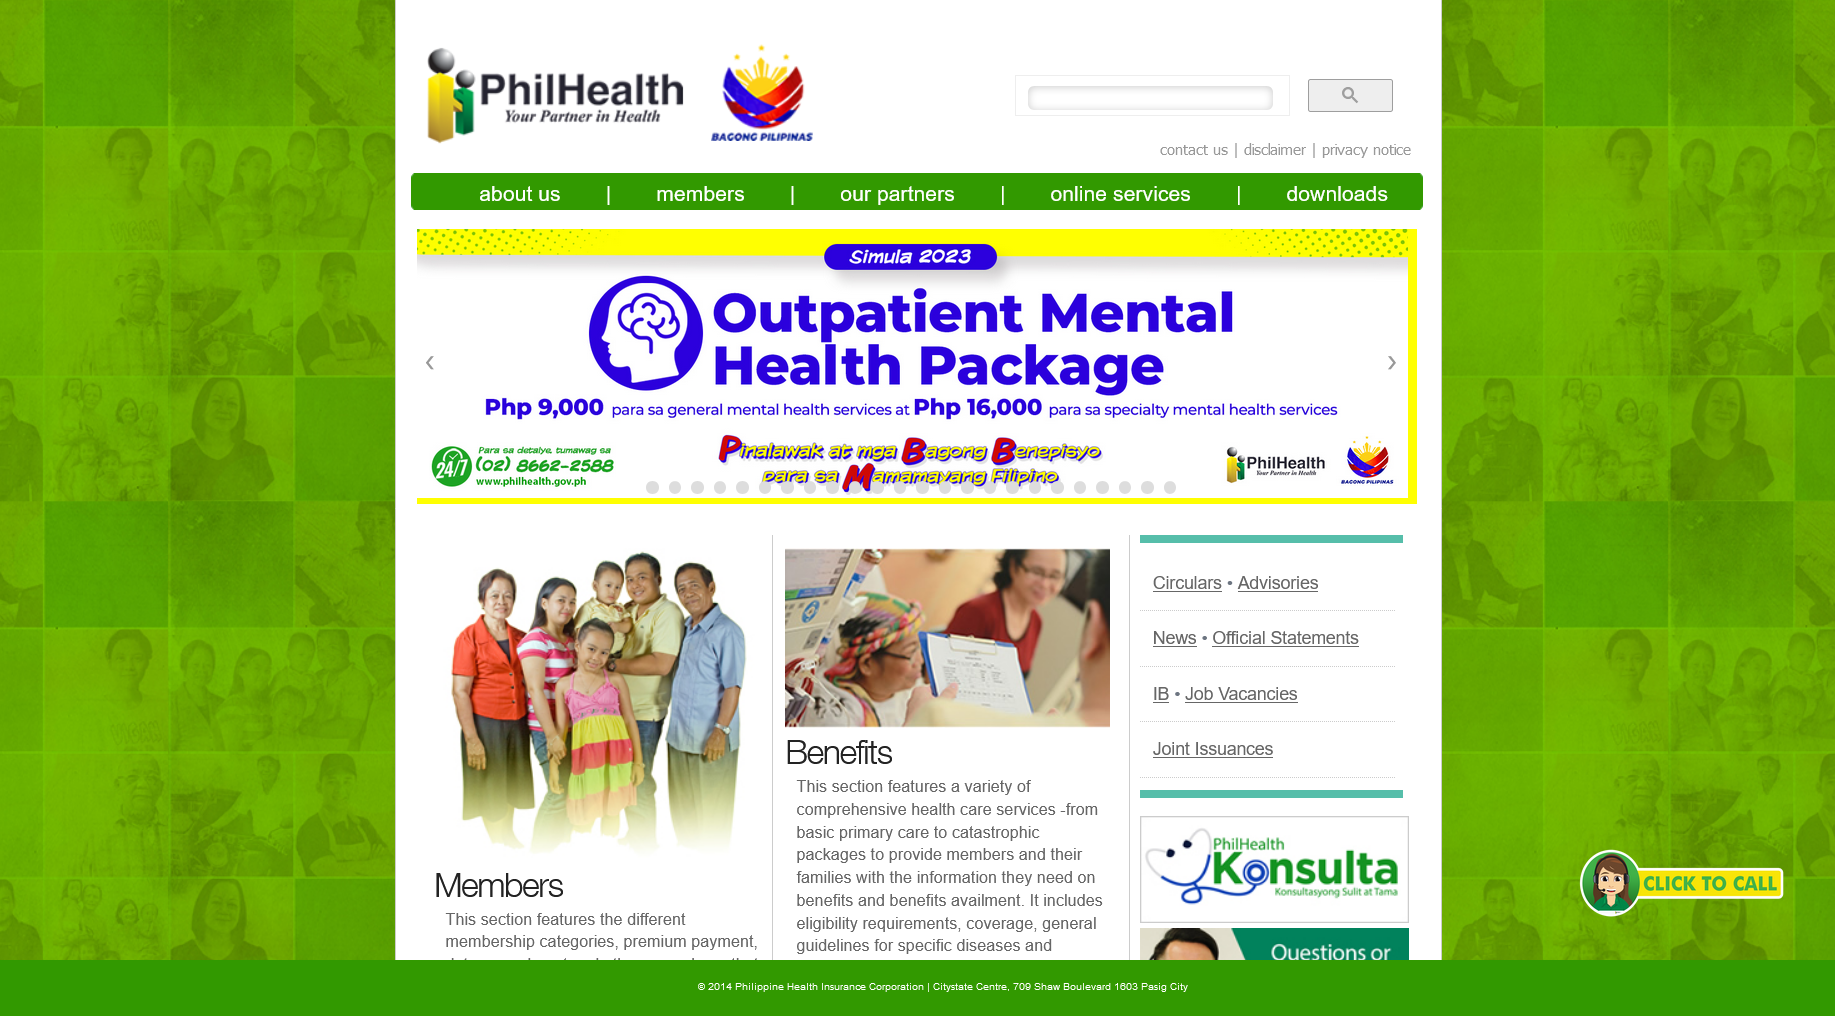 PhilHealth
Your Partner in Health
BAGONG PILIPINAS
contact us | disclaimer | privacy notice
about us | members | our partners | online services | downloads
Simula 2023
Outpatient Mental
Health Package
Php 9,000 para sa general mental health services at Php 16,000 para sa specialty mental health services
24/7
Para sa detalye, tumawag sa
(02) 8662-2588
www.philhealth.gov.ph
Pinalawak at mga Bagong Benepisyo
para sa Mamamayang Filipino
PhilHealth
Your Partner in Health
BAGONG PILIPINAS
Members
This section features the different
membership categories, premium payment,
Benefits
This section features a variety of
comprehensive health care services -from
basic primary care to catastrophic
packages to provide members and their
families with the information they need on
benefits and benefits availment. It includes
eligibility requirements, coverage, general
guidelines for specific diseases and
Circulars • Advisories
News • Official Statements
IB • Job Vacancies
Joint Issuances
PhilHealth
Konsulta
Konsultasyong Sulit at Tama
Questions or
CLICK TO CALL
© 2014 Philippine Health Insurance Corporation | Citystate Centre, 709 Shaw Boulevard 1603 Pasig City